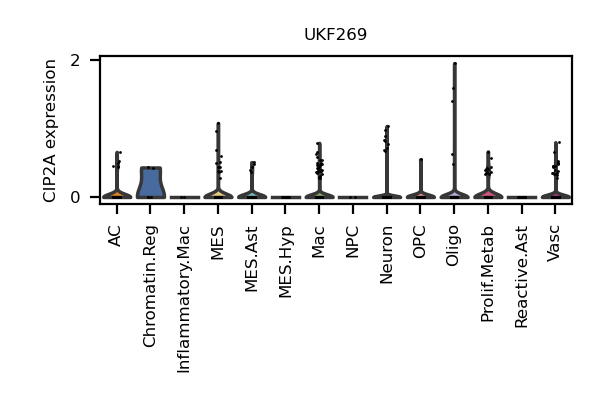 UKF269
CIP2A expression
2
0
AC
Chromatin.Reg
Inflammatory.Mac
MES
MES.Ast
MES.Hyp
Mac
NPC
Neuron
OPC
Oligo
Prolif.Metab
Reactive.Ast
Vasc